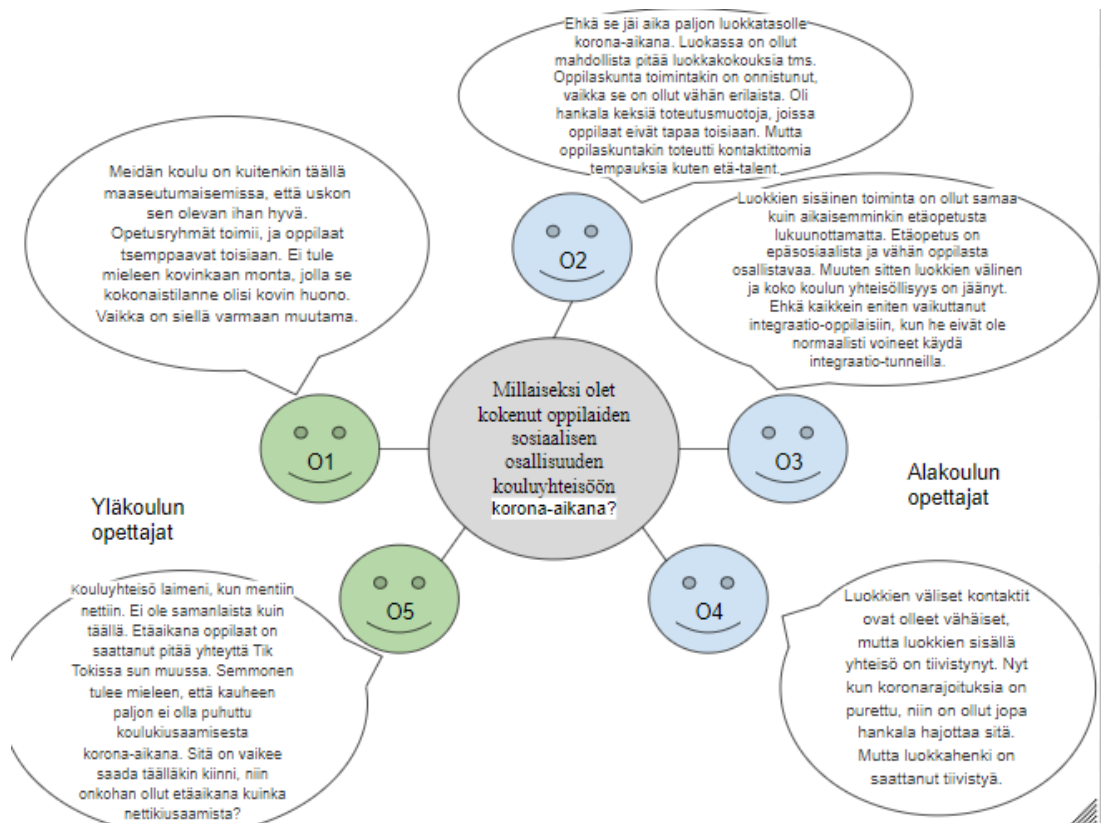 Ehkä se jäi aika paljon luokkatasolle
korona-aikana. Luokassa on ollut
mahdollista pitää luokkakokouksia tms.
Oppilaskunta toimintakin on onnistunut,
vaikka se on ollut vähän erilaista. Oli
hankala keksiä toteutusmuotoja, joissa
oppilaat eivät tapaa toisiaan. Mutta
oppilaskuntakin toteutti kontaktittomia
tempauksia kuten etä-talent.
Meidän koulu on kuitenkin täällä
maaseutumaisemissa, että uskon
sen olevan ihan hyvä.
Opetusryhmät toimii, ja oppilaat
tsemppaavat toisiaan. Ei tule
mieleen kovinkaan monta, jolla se
kokonaistilanne olisi kovin huono.
Vaikka on siellä varmaan muutama.
Luokkien sisäinen toiminta on ollut samaa
kuin aikaisemminkin etäopetusta
lukuunottamatta. Etäopetus on
epäsosiaalista ja vähän oppilasta
osallistavaa. Muuten sitten luokkien välinen
ja koko koulun yhteisöllisyys on jäänyt.
Ehkä kaikkein eniten vaikuttanut
integraatio-oppilaisiin, kun he eivät ole
normaalisti voineet käydä
integraatio-tunneilla.
O2
Millaiseksi olet
kokenut oppilaiden
sosiaalisen
osallisuuden
kouluyhteisöön
korona-aikana?
O1
O3
Yläkoulun
opettajat
Alakoulun
opettajat
O5
O4
Kouluyhteisö laimeni, kun mentiin
nettiin. Ei ole samanlaista kuin
täällä. Etäaikana oppilaat on
saattanut pitää yhteyttä Tik
Tokissa sun muussa. Semmonen
tulee mieleen, että kauheen
paljon ei olla puhuttu
koulukiusaamisesta
korona-aikana. Sitä on vaikee
saada täälläkin kiinni, niin
onkohan ollut etäaikana kuinka
nettikiusaamista?
Luokkien väliset kontaktit
ovat olleet vähäiset,
mutta luokkien sisällä
yhteisö on tiivistynyt. Nyt
kun koronarajoituksia on
purettu, niin on ollut jopa
hankala hajottaa sitä.
Mutta luokkahenki on
saattanut tiivistyä.